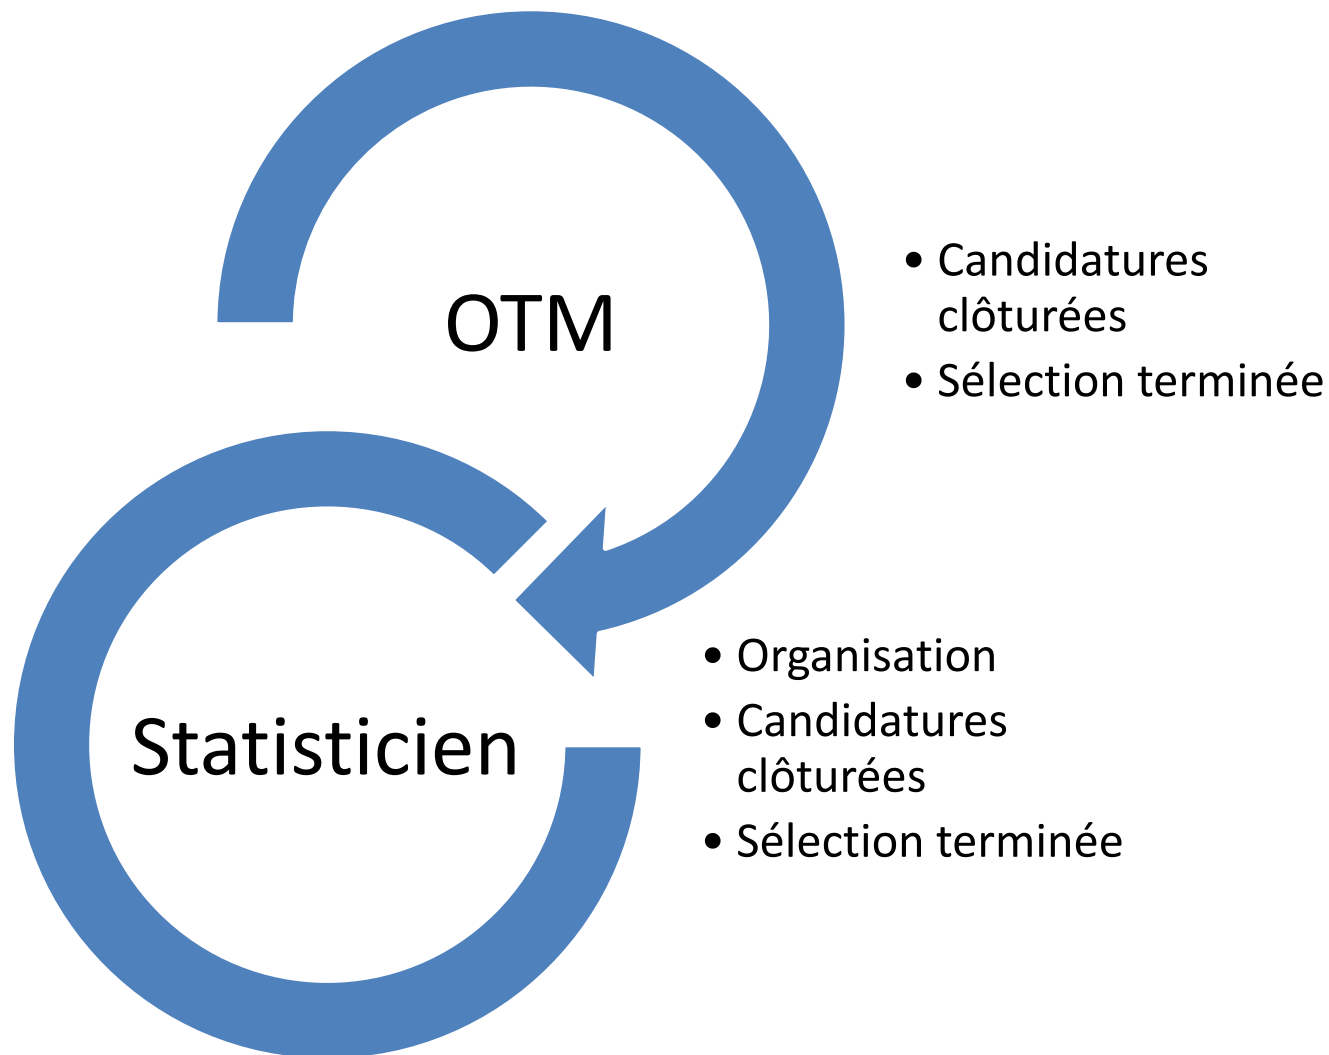 OTM
• Candidatures
clôturées
• Sélection terminée
Statisticien
• Organisation
• Candidatures
clôturées
• Sélection terminée